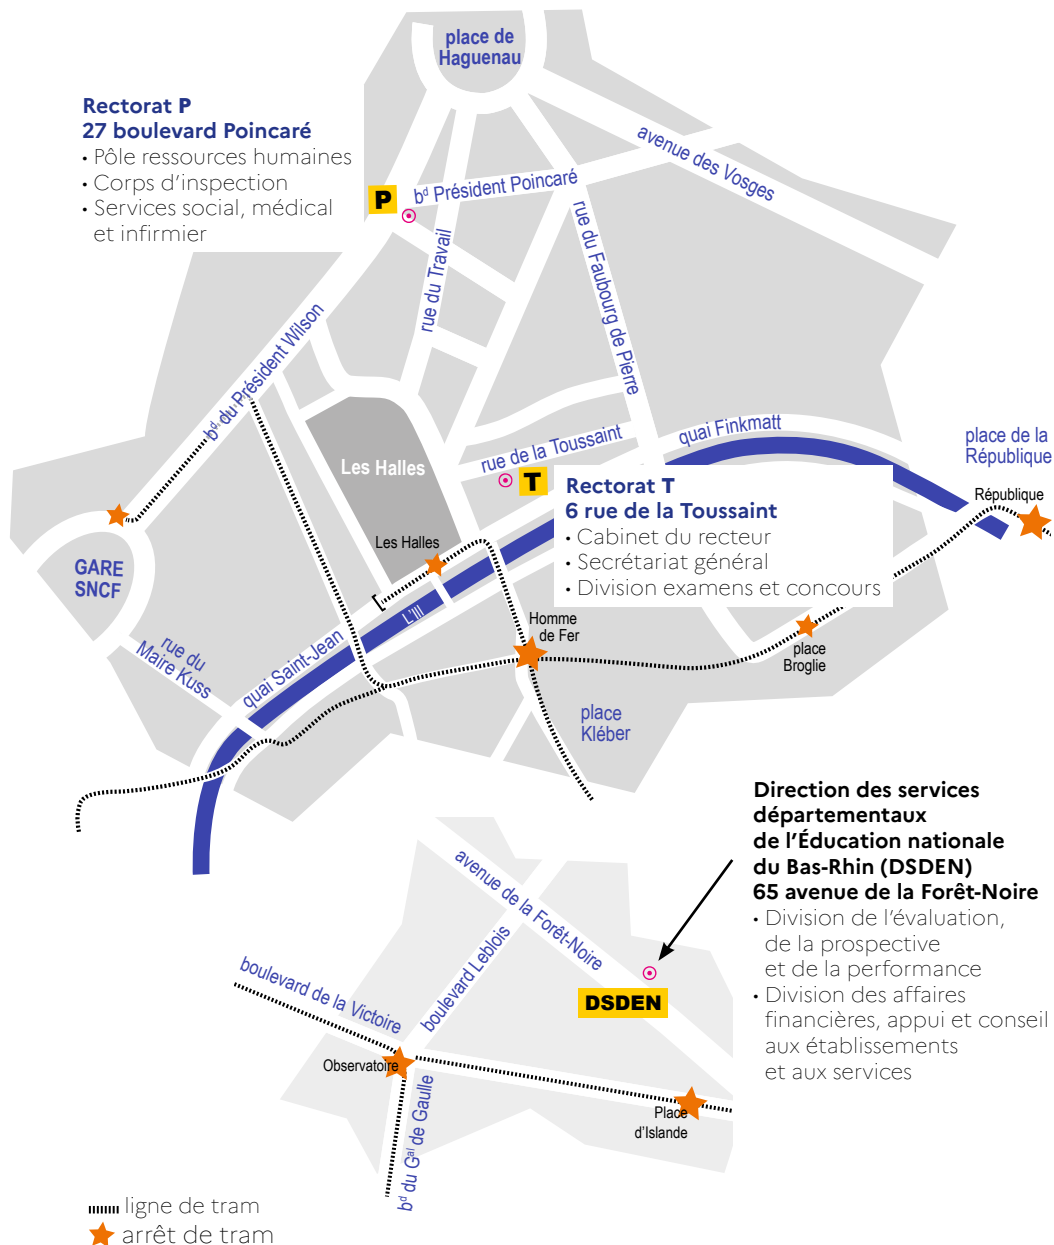 place de
Haguenau
Rectorat P
27 boulevard Poincaré
• Pôle ressources humaines
• Corps d'inspection
• Services social, médical
et infirmier
avenue des Vosges
P
bd Président Poincaré
rue du Travail
rue du Faubourg de Pierre
bd. du Président Wilson
Les Halles
rue de la Toussaint
quai Finkmatt
place de la
République
République
T
Rectorat T
6 rue de la Toussaint
• Cabinet du recteur
• Secrétariat général
• Division examens et concours
Les Halles
GARE
SNCF
L'Ill
Homme
de Fer
place
Broglie
rue du
Maire Kuss
quai Saint-Jean
place
Kléber
Direction des services
départementaux
de l'Éducation nationale
du Bas-Rhin (DSDEN)
65 avenue de la Forêt-Noire
• Division de l'évaluation,
de la prospective
et de la performance
• Division des affaires
financières, appui et conseil
aux établissements
et aux services
avenue de la Forêt-Noire
boulevard Leblois
boulevard de la Victoire
DSDEN
Observatoire
Place
d'Islande
bd du Gal de Gaulle
ligne de tram
arrêt de tram